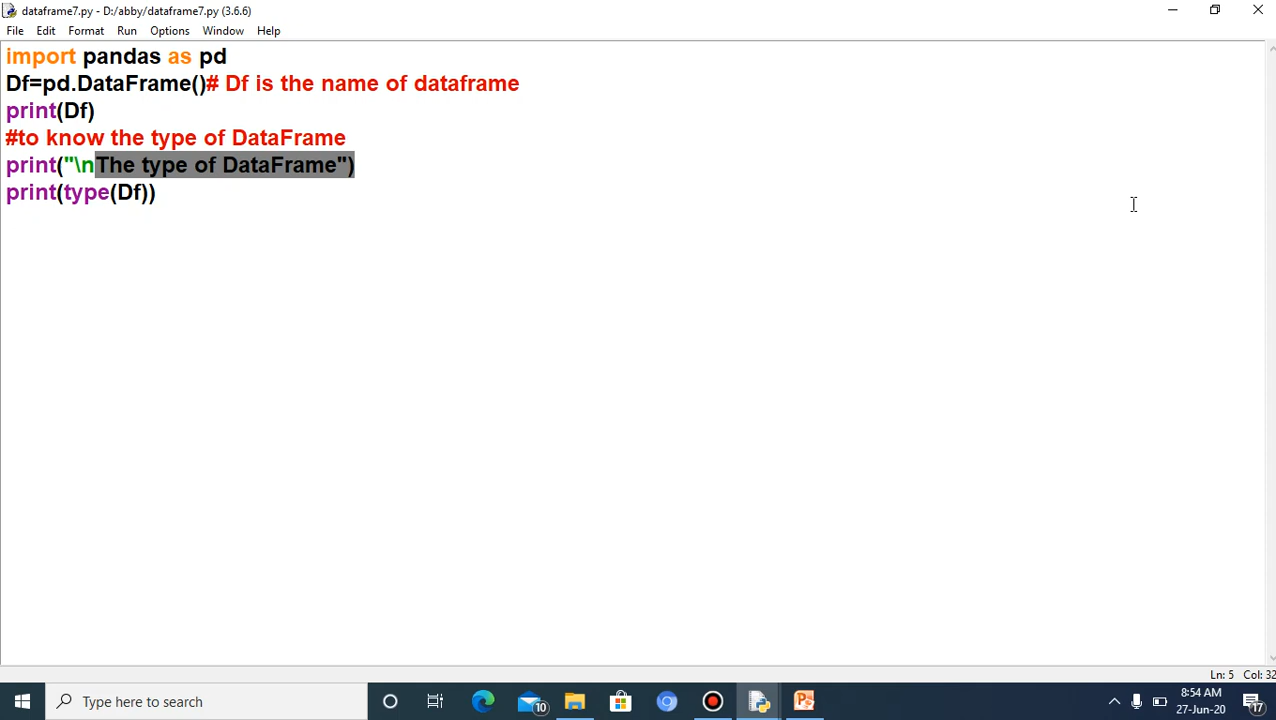 dataframe7.py - D:/abby/dataframe7.py (3.6.6)
File Edit Format Run Options Window Help
import pandas as pd
Df=pd.DataFrame()# Df is the name of dataframe
print(Df)
#to know the type of DataFrame
print("\nThe type of DataFrame")
print(type(Df))
Ln: 5 Col: 32
Type here to search
10
8:54 AM
27-Jun-20
17